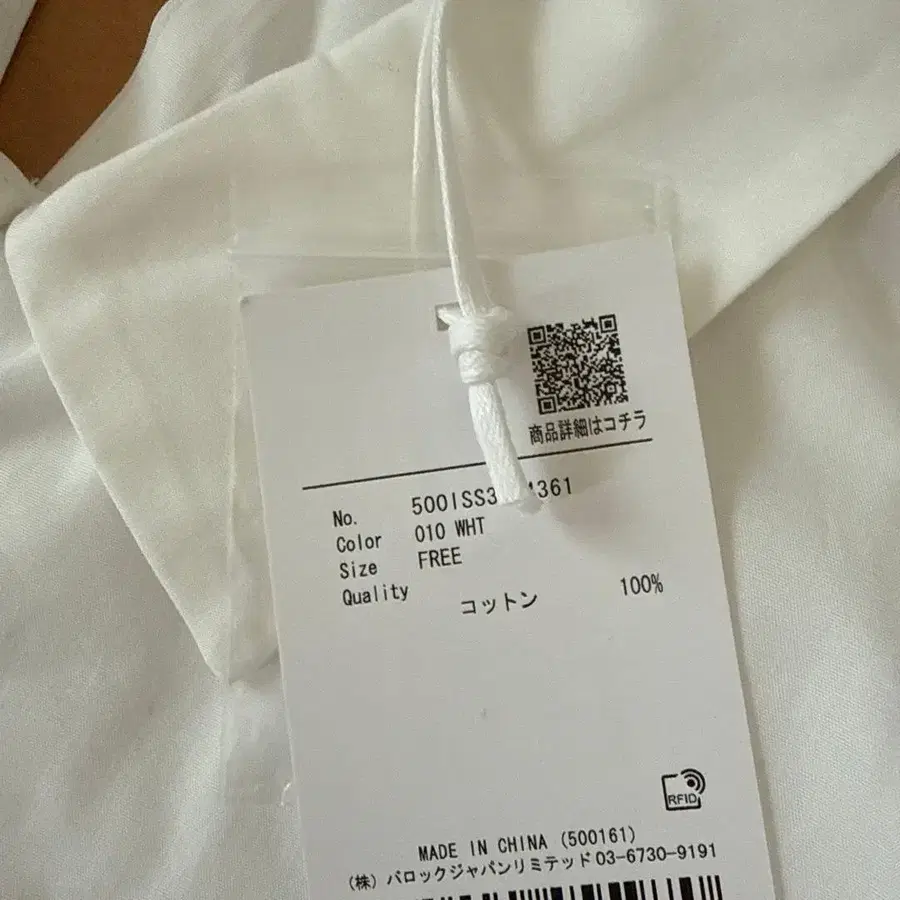 商品詳細はコチラ
No. 500ISS3 361
Color 010 WHT
Size FREE
Quality
コットン 100%
RFID
MADE IN CHINA (500161)
(株) バロックジャパンリミテッド 03-6730-9191